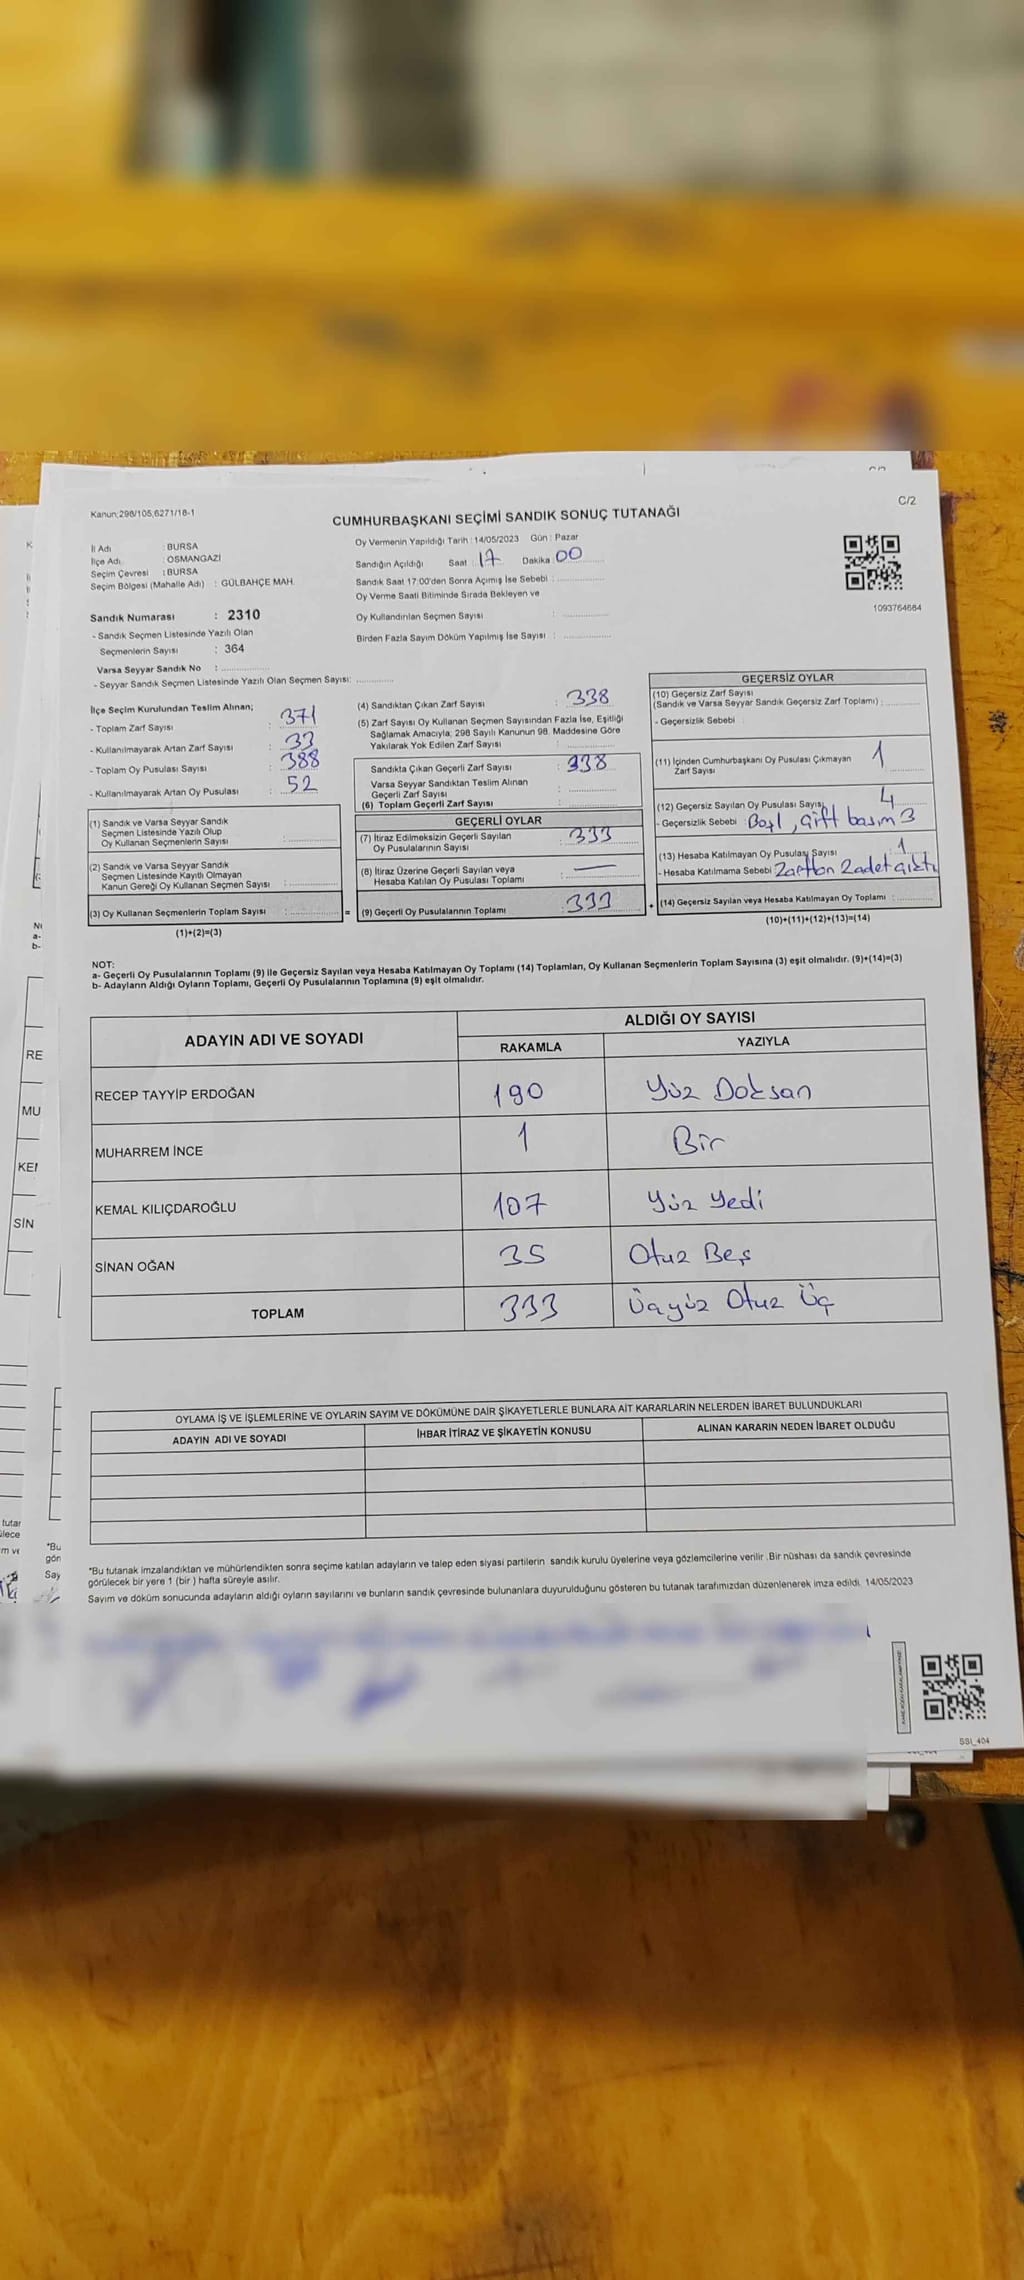 C/2
Kanun:298/105,6271/16-1
CUMHURBAŞKANI SEÇİMİ SANDIK SONUÇ TUTANAĞI
İl Adı : BURSA
İlçe Adı : OSMANGAZİ
Seçim Çevresi : BURSA
Seçim Bölgesi (Mahalle Adı) : GÜLBAHÇE MAH.
Oy Vermenin Yapıldığı Tarih : 14/05/2023 Gün : Pazar
Sandığın Açıldığı Saat : 17 Dakika : 00
Sandık Saat 17:00'den Sonra Açımış İse Sebebi :
Oy Verme Saati Bitiminde Sırada Bekleyen ve
Oy Kullandırılan Seçmen Sayısı :
Birden Fazla Sayım Döküm Yapılmış İse Sayısı :
1093764664
Sandık Numarası : 2310
- Sandık Seçmen Listesinde Yazılı Olan
Seçmenlerin Sayısı : 364
Varsa Seyyar Sandık No :
- Seyyar Sandık Seçmen Listesinde Yazılı Olan Seçmen Sayısı:
İlçe Seçim Kurulundan Teslim Alınan;
- Toplam Zarf Sayısı : 371
- Kullanılmayarak Artan Zarf Sayısı : 33
- Toplam Oy Pusulası Sayısı : 388
- Kullanılmayarak Artan Oy Pusulası : 52
(1) Sandık ve Varsa Seyyar Sandık
Seçmen Listesinde Yazılı Olup
Oy Kullanan Seçmenlerin Sayısı :
(2) Sandık ve Varsa Seyyar Sandık
Seçmen Listesinde Kayıtlı Olmayan
Kanun Gereği Oy Kullanan Seçmen Sayısı :
(3) Oy Kullanan Seçmenlerin Toplam Sayısı :
(1)+(2)=(3)
=
(4) Sandıktan Çıkan Zarf Sayısı : 338
(5) Zarf Sayısı Oy Kullanan Seçmen Sayısından Fazla İse, Eşitliği
Sağlamak Amacıyla, 298 Sayılı Kanunun 98. Maddesine Göre
Yakılarak Yok Edilen Zarf Sayısı :
Sandıkta Çıkan Geçerli Zarf Sayısı : 338
Varsa Seyyar Sandıktan Teslim Alınan
Geçerli Zarf Sayısı :
(6) Toplam Geçerli Zarf Sayısı :
GEÇERLİ OYLAR
(7) İtiraz Edilmeksizin Geçerli Sayılan
Oy Pusulalarının Sayısı : 333
(8) İtiraz Üzerine Geçerli Sayılan veya
Hesaba Katılan Oy Pusulası Toplamı : —
(9) Geçerli Oy Pusulalarının Toplamı : 333
+
GEÇERSİZ OYLAR
(10) Geçersiz Zarf Sayısı
(Sandık ve Varsa Seyyar Sandık Geçersiz Zarf Toplamı) :
- Geçersizlik Sebebi :
(11) İçinden Cumhurbaşkanı Oy Pusulası Çıkmayan
Zarf Sayısı : 1
(12) Geçersiz Sayılan Oy Pusulası Sayısı : 4
- Geçersizlik Sebebi : Boş1, çift basım 3
(13) Hesaba Katılmayan Oy Pusulası Sayısı : 1
- Hesaba Katılmama Sebebi : Zarftan 2 adet çıktı
(14) Geçersiz Sayılan veya Hesaba Katılmayan Oy Toplamı :
(10)+(11)+(12)+(13)=(14)
NOT:
a- Geçerli Oy Pusulalarının Toplamı (9) ile Geçersiz Sayılan veya Hesaba Katılmayan Oy Toplamı (14) Toplamları, Oy Kullanan Seçmenlerin Toplam Sayısına (3) eşit olmalıdır. (9)+(14)=(3)
b- Adayların Aldığı Oyların Toplamı, Geçerli Oy Pusulalarının Toplamına (9) eşit olmalıdır.
ADAYIN ADI VE SOYADI ALDIĞI OY SAYISI
RAKAMLA YAZIYLA
RECEP TAYYİP ERDOĞAN 190 Yüz Doksan
MUHARREM İNCE 1 Bir
KEMAL KILIÇDAROĞLU 107 Yüz Yedi
SİNAN OĞAN 35 Otuz Beş
TOPLAM 333 Üçyüz Otuz Üç
OYLAMA İŞ VE İŞLEMLERİNE VE OYLARIN SAYIM VE DÖKÜMÜNE DAİR ŞİKAYETLERLE BUNLARA AİT KARARLARIN NELERDEN İBARET BULUNDUKLARI
ADAYIN ADI VE SOYADI İHBAR İTİRAZ VE ŞİKAYETİN KONUSU ALINAN KARARIN NEDEN İBARET OLDUĞU
*Bu tutanak imzalandıktan ve mühürlendikten sonra seçime katılan adayların ve talep eden siyasi partilerin sandık kurulu üyelerine veya gözlemcilerine verilir .Bir nüshası da sandık çevresinde
görülecek bir yere 1 (bir ) hafta süreyle asılır.
Sayım ve döküm sonucunda adayların aldığı oyların sayılarını ve bunların sandık çevresinde bulunanlara duyurulduğunu gösteren bu tutanak tarafımızdan düzenlenerek imza edildi. 14/05/2023
SSI_404
RE
MU
KE
SİN
*Bu
gör
Say